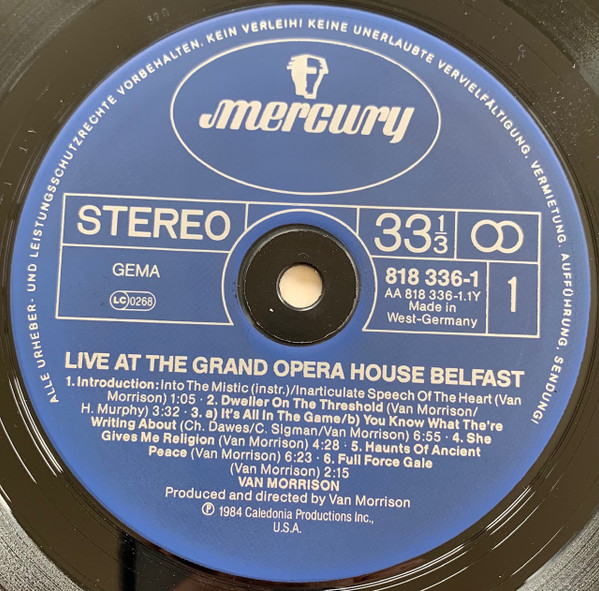 ALLE URHEBER- UND LEISTUNGSSCHUTZRECHTE VORBEHALTEN. KEIN VERLEIH! KEINE UNERLAUBTE VERVIELFÄLTIGUNG, VERMIETUNG, AUFFÜHRUNG, SENDUNG!
mercury
STEREO
33 1/3
GEMA
LC 0268
818 336-1
AA 818 336-1.1Y
Made in
West-Germany
1
LIVE AT THE GRAND OPERA HOUSE BELFAST
1. Introduction: Into The Mistic (instr.)/Inarticulate Speech Of The Heart (Van
Morrison) 1:05 · 2. Dweller On The Threshold (Van Morrison/
H. Murphy) 3:32 · 3. a) It's All In The Game/b) You Know What The're
Writing About (Ch. Dawes/C. Sigman/Van Morrison) 6:55 · 4. She
Gives Me Religion (Van Morrison) 4:28 · 5. Haunts Of Ancient
Peace (Van Morrison) 6:23 · 6. Full Force Gale
(Van Morrison) 2:15
VAN MORRISON
Produced and directed by Van Morrison
℗ 1984 Caledonia Productions Inc.,
U.S.A.